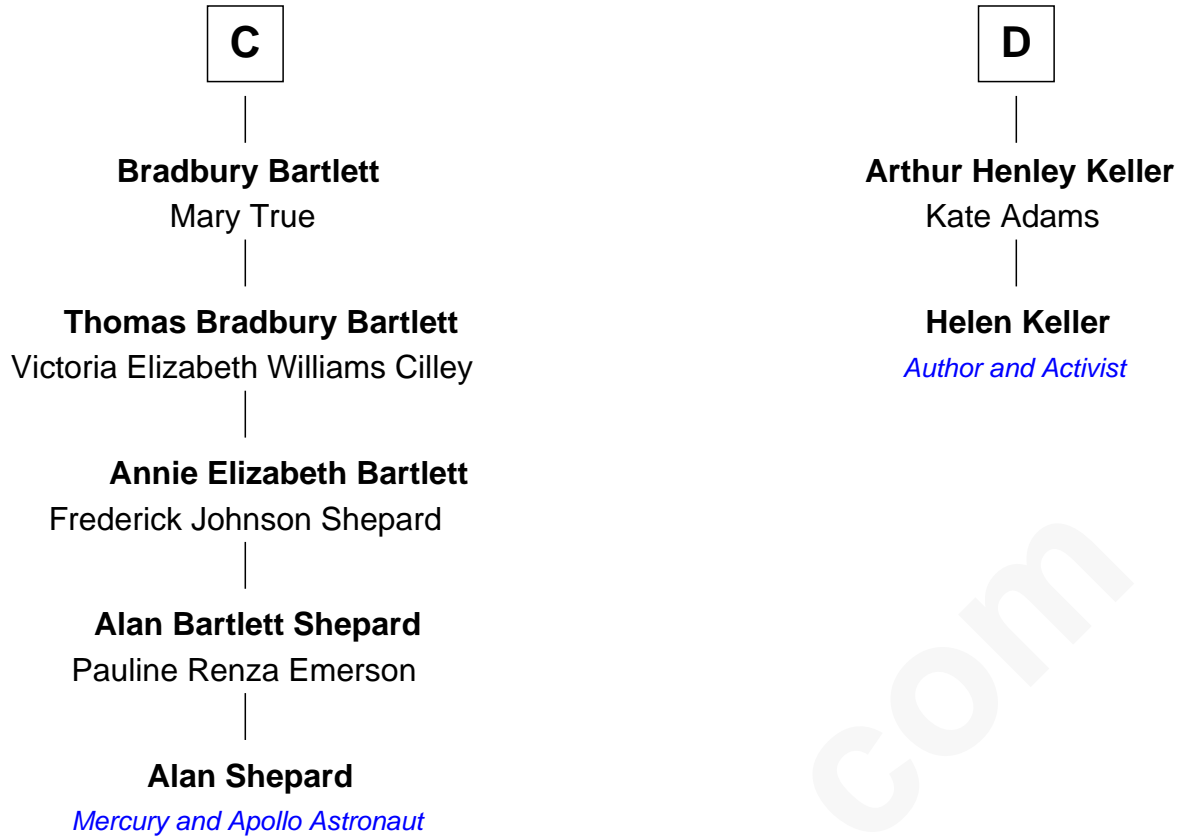 C
Bradbury Bartlett
Mary True
Thomas Bradbury Bartlett
Victoria Elizabeth Williams Cilley
Annie Elizabeth Bartlett
Frederick Johnson Shepard
Alan Bartlett Shepard
Pauline Renza Emerson
Alan Shepard
Mercury and Apollo Astronaut
D
Arthur Henley Keller
Kate Adams
Helen Keller
Author and Activist
com